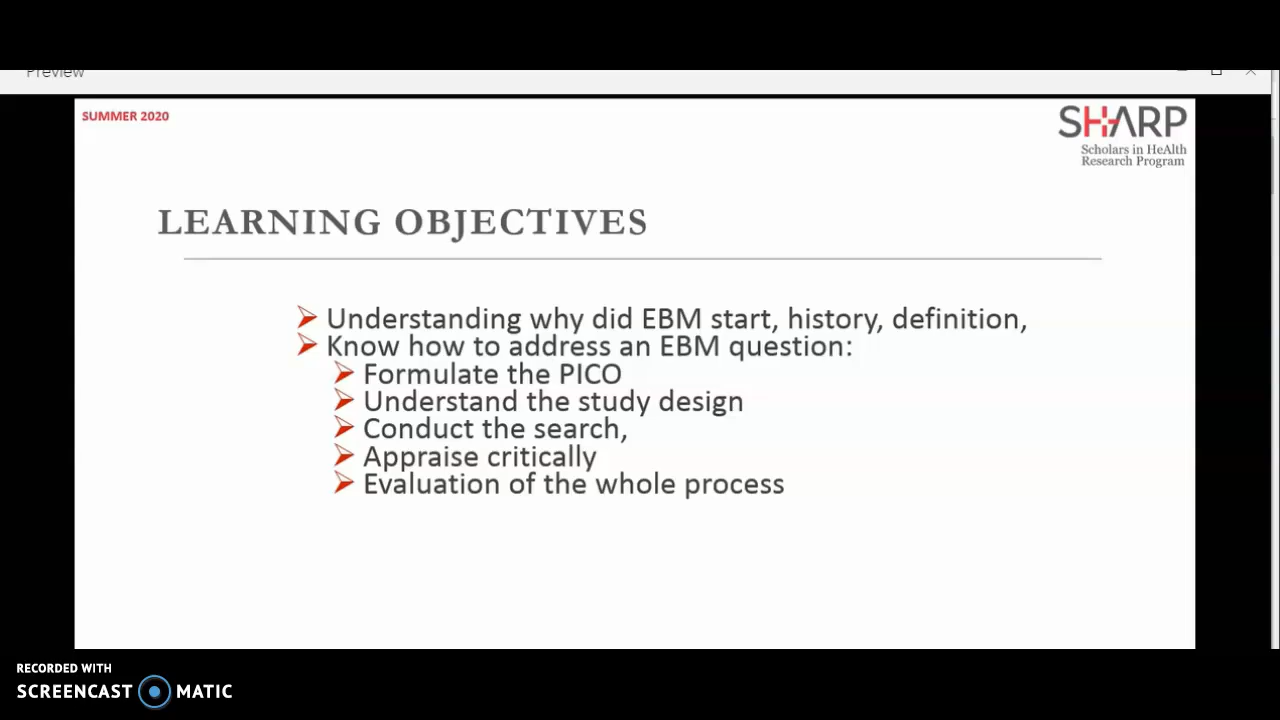 Preview
SUMMER 2020
SHARP
Scholars in HeAlth
Research Program
LEARNING OBJECTIVES
Understanding why did EBM start, history, definition,
Know how to address an EBM question:
Formulate the PICO
Understand the study design
Conduct the search,
Appraise critically
Evaluation of the whole process
RECORDED WITH
SCREENCAST MATIC